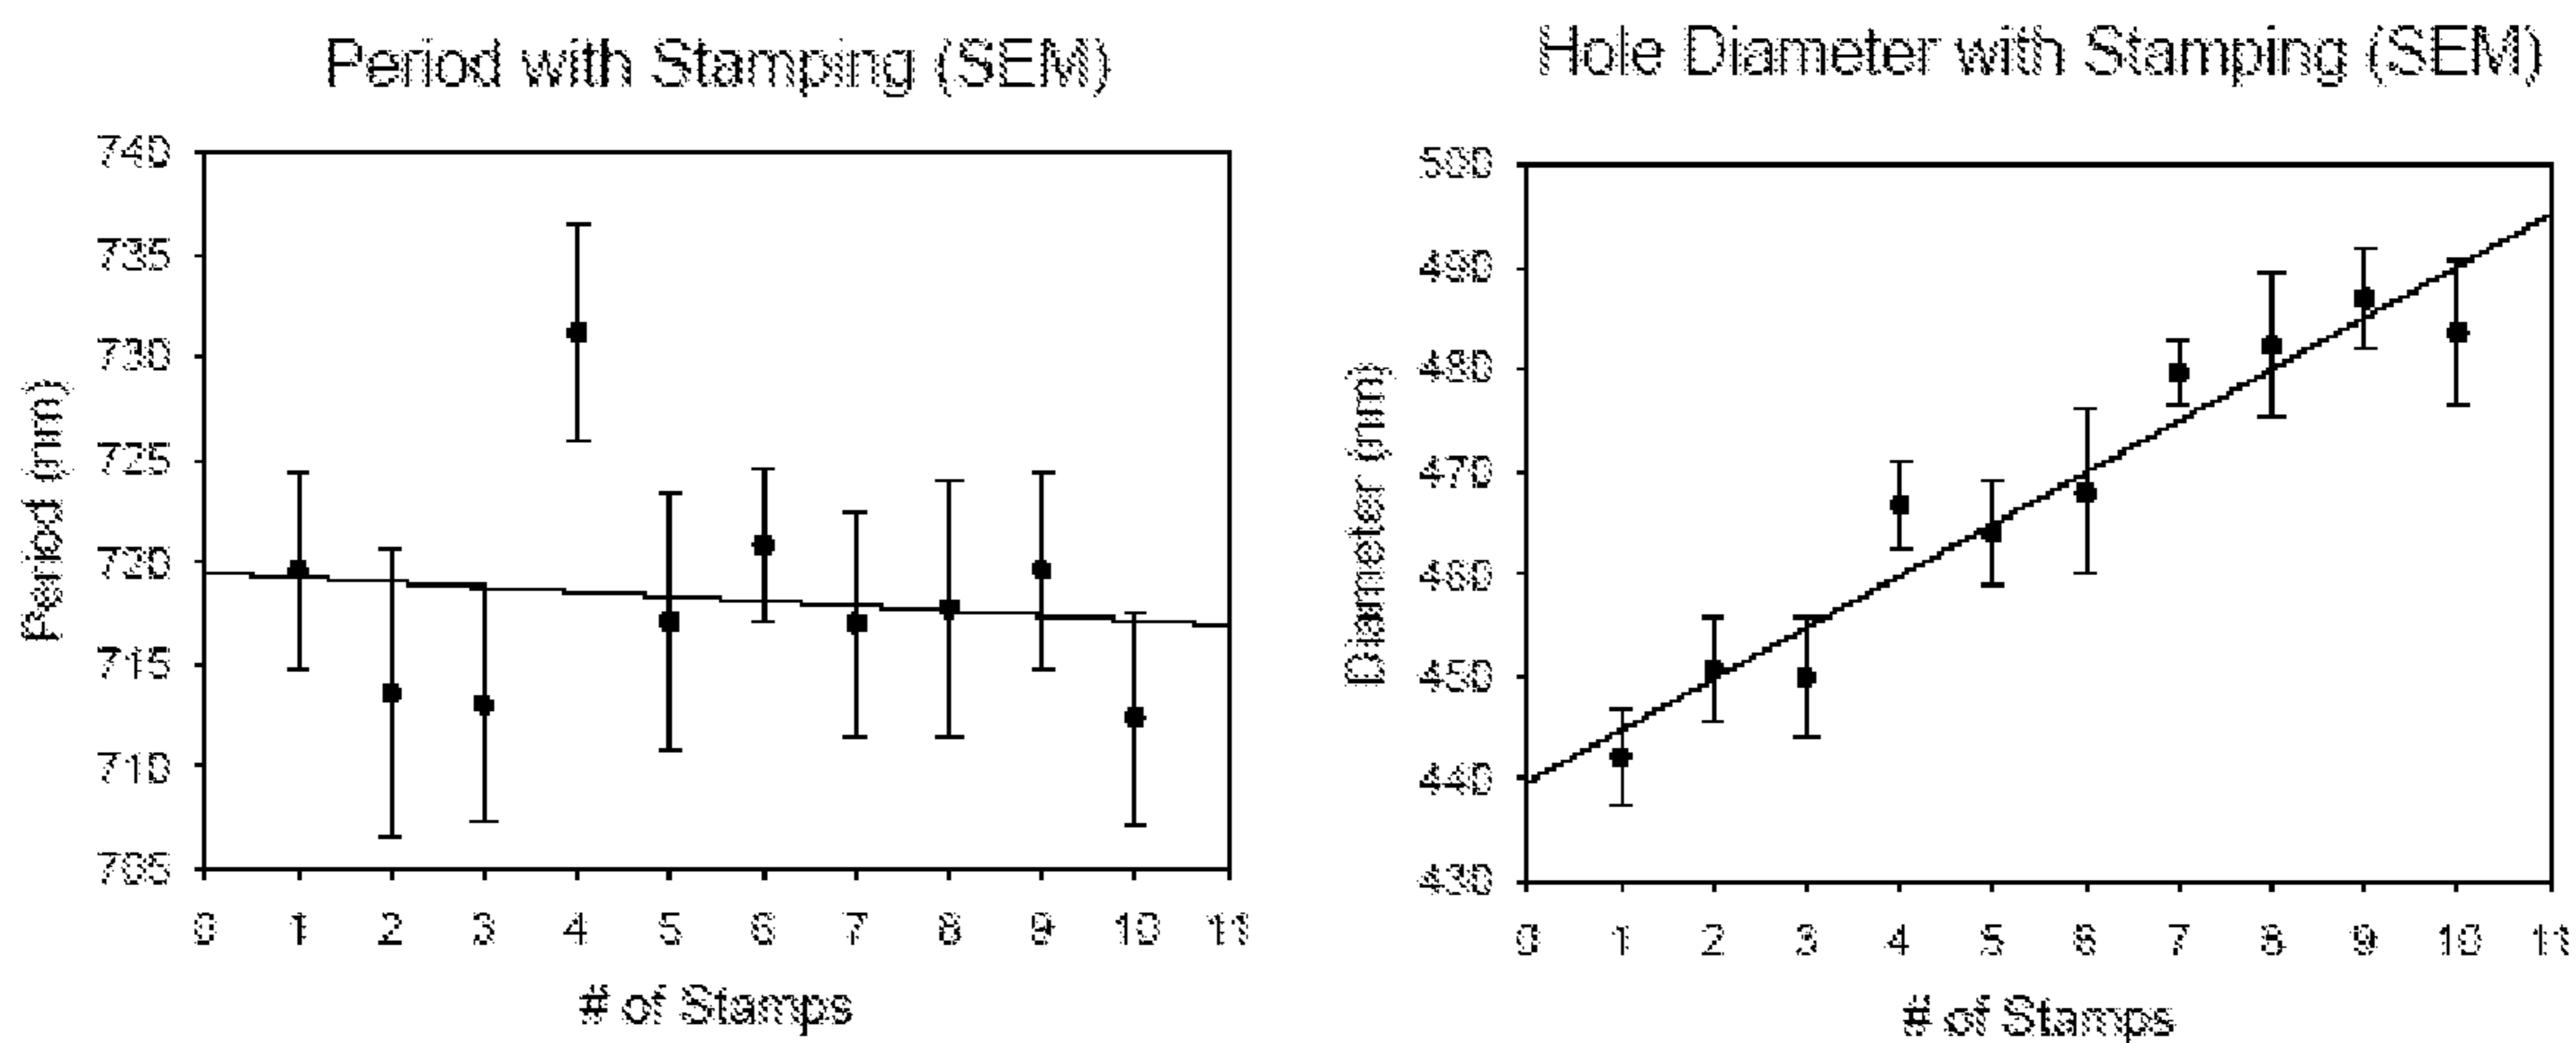 Period with Stamping (SEM)
740
735
730
725
720
715
710
705
Period (nm)
0 1 2 3 4 5 6 7 8 9 10 11
# of Stamps
Hole Diameter with Stamping (SEM)
500
490
480
470
460
450
440
430
Diameter (nm)
0 1 2 3 4 5 6 7 8 9 10 11
# of Stamps